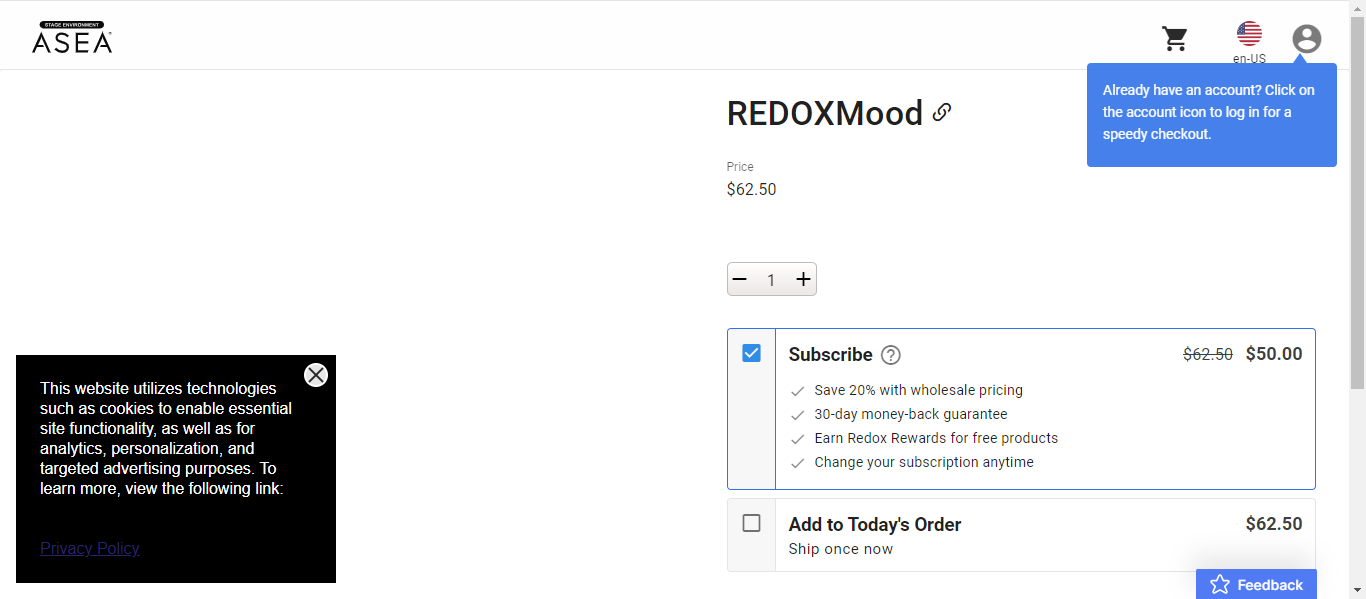 STAGE ENVIRONMENT
ASEA
en-US
Already have an account? Click on
the account icon to log in for a
speedy checkout.
REDOXMood
Price
$62.50
1
Subscribe $62.50 $50.00
Save 20% with wholesale pricing
30-day money-back guarantee
Earn Redox Rewards for free products
Change your subscription anytime
Add to Today's Order $62.50
Ship once now
This website utilizes technologies
such as cookies to enable essential
site functionality, as well as for
analytics, personalization, and
targeted advertising purposes. To
learn more, view the following link:
Privacy Policy
Feedback